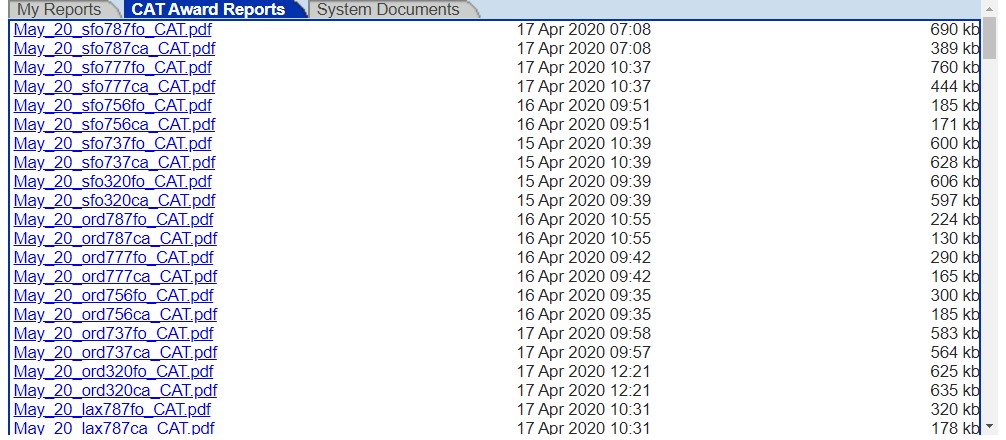 My Reports CAT Award Reports System Documents
May_20_sfo787fo_CAT.pdf 17 Apr 2020 07:08 690 kb
May_20_sfo787ca_CAT.pdf 17 Apr 2020 07:08 389 kb
May_20_sfo777fo_CAT.pdf 17 Apr 2020 10:37 760 kb
May_20_sfo777ca_CAT.pdf 17 Apr 2020 10:37 444 kb
May_20_sfo756fo_CAT.pdf 16 Apr 2020 09:51 185 kb
May_20_sfo756ca_CAT.pdf 16 Apr 2020 09:51 171 kb
May_20_sfo737fo_CAT.pdf 15 Apr 2020 10:39 600 kb
May_20_sfo737ca_CAT.pdf 15 Apr 2020 10:39 628 kb
May_20_sfo320fo_CAT.pdf 15 Apr 2020 09:39 606 kb
May_20_sfo320ca_CAT.pdf 15 Apr 2020 09:39 597 kb
May_20_ord787fo_CAT.pdf 16 Apr 2020 10:55 224 kb
May_20_ord787ca_CAT.pdf 16 Apr 2020 10:55 130 kb
May_20_ord777fo_CAT.pdf 16 Apr 2020 09:42 290 kb
May_20_ord777ca_CAT.pdf 16 Apr 2020 09:42 165 kb
May_20_ord756fo_CAT.pdf 16 Apr 2020 09:35 300 kb
May_20_ord756ca_CAT.pdf 16 Apr 2020 09:35 185 kb
May_20_ord737fo_CAT.pdf 17 Apr 2020 09:58 583 kb
May_20_ord737ca_CAT.pdf 17 Apr 2020 09:57 564 kb
May_20_ord320fo_CAT.pdf 17 Apr 2020 12:21 625 kb
May_20_ord320ca_CAT.pdf 17 Apr 2020 12:21 635 kb
May_20_lax787fo_CAT.pdf 17 Apr 2020 10:31 320 kb
May_20_lax787ca_CAT.pdf 17 Apr 2020 10:31 178 kb